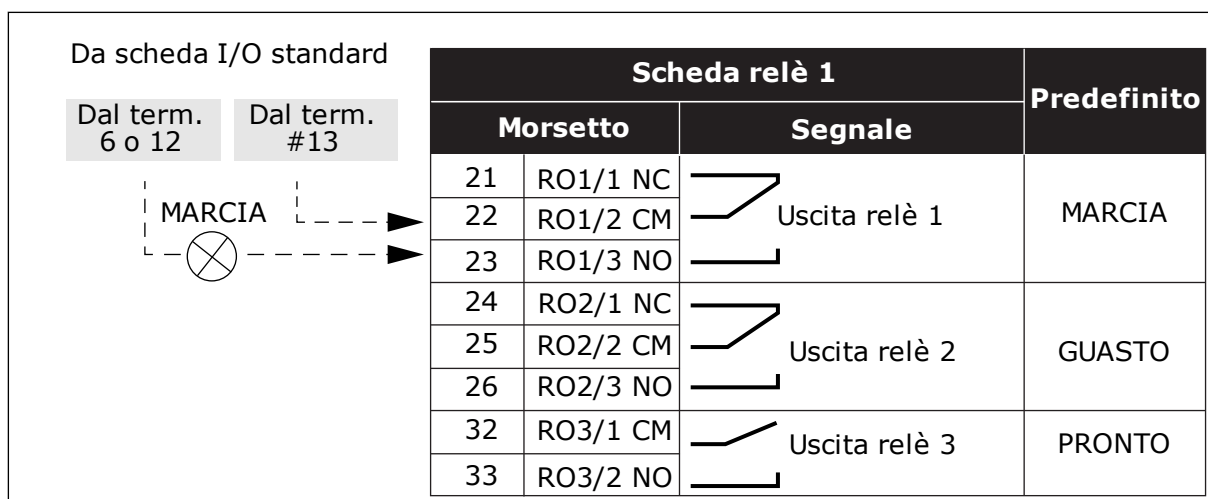 Da scheda I/O standard
Dal term.
6 o 12
Dal term.
#13
MARCIA
Scheda relè 1
Predefinito
Morsetto
Segnale
21 RO1/1 NC
22 RO1/2 CM
23 RO1/3 NO
Uscita relè 1
MARCIA
24 RO2/1 NC
25 RO2/2 CM
26 RO2/3 NO
Uscita relè 2
GUASTO
32 RO3/1 CM
33 RO3/2 NO
Uscita relè 3
PRONTO